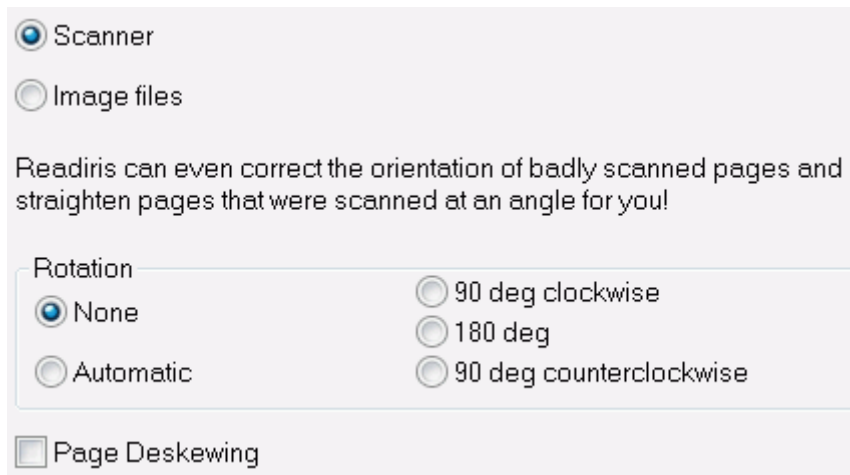 Scanner
Image files
Readiris can even correct the orientation of badly scanned pages and
straighten pages that were scanned at an angle for you!
Rotation
None
Automatic
90 deg clockwise
180 deg
90 deg counterclockwise
Page Deskewing